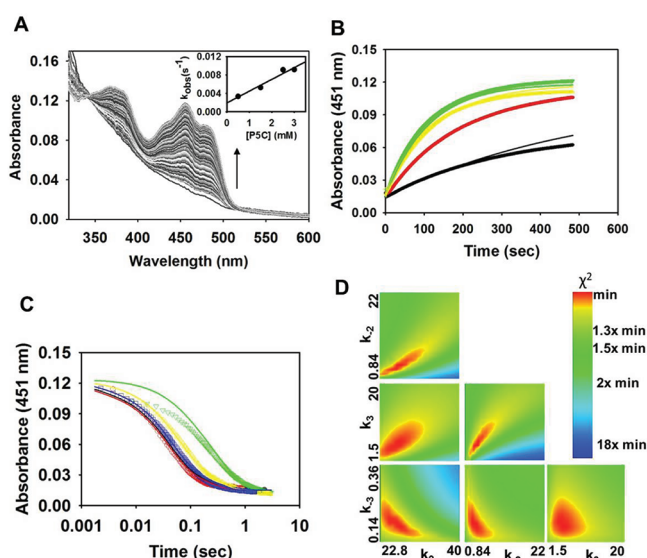 A
0.16
0.12
0.08
0.04
0.00
Absorbance
350 400 450 500 550 600
Wavelength (nm)
0.012
0.008
0.004
0.000
kobs(s-1)
0 1 2 3
[P5C] (mM)
B
0.15
0.12
0.09
0.06
0.03
0.00
Absorbance (451 nm)
0 100 200 300 400 500 600
Time (sec)
C
0.15
0.12
0.09
0.06
0.03
0.00
Absorbance (451 nm)
0.001 0.01 0.1 1 10
Time (sec)
D
22
k-2
0.84
20
k3
1.5
0.36
k-3
0.14
22.8 40
0.84 22
1.5 20
χ2
min
1.3x min
1.5x min
2x min
18x min